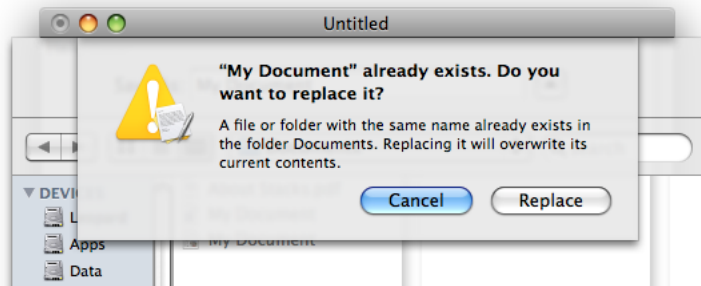 Untitled
“My Document” already exists. Do you
want to replace it?
A file or folder with the same name already exists in
the folder Documents. Replacing it will overwrite its
current contents.
Cancel
Replace
DEVI
Apps
Data
My Document
My Document